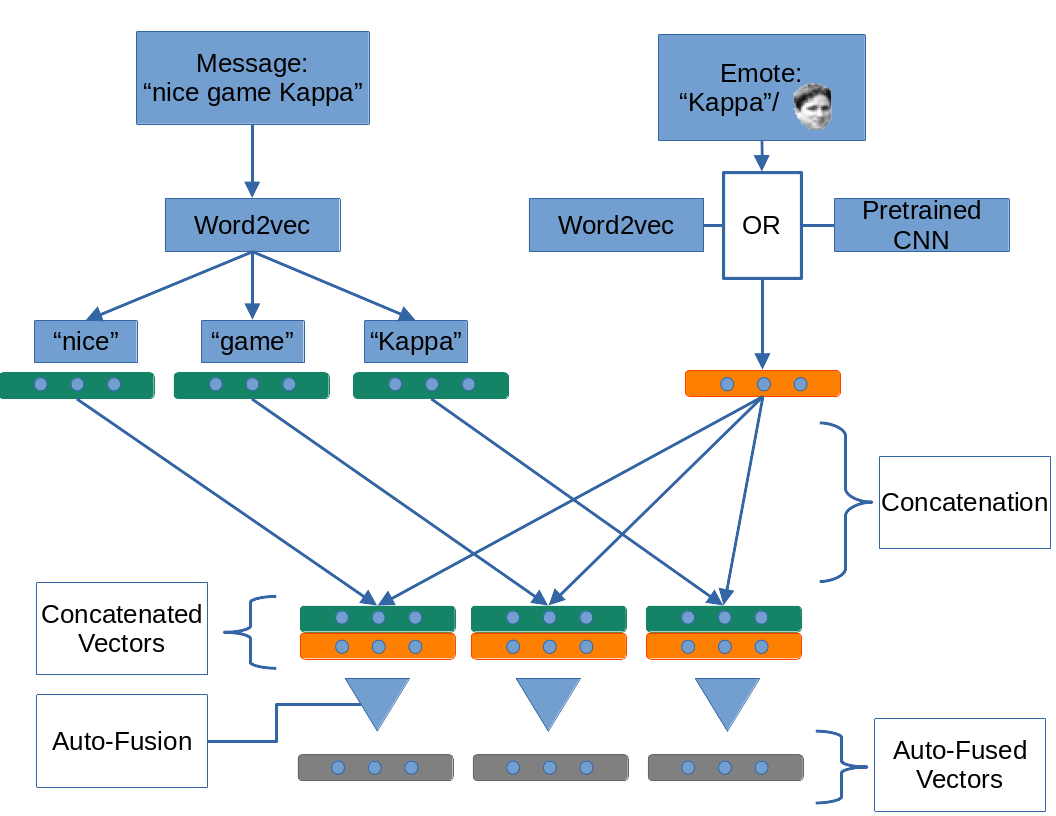 Message:
“nice game Kappa”
Emote:
“Kappa”/
Word2vec
Word2vec
OR
Pretrained
CNN
“nice”
“game”
“Kappa”
Concatenation
Concatenated
Vectors
Auto-Fusion
Auto-Fused
Vectors